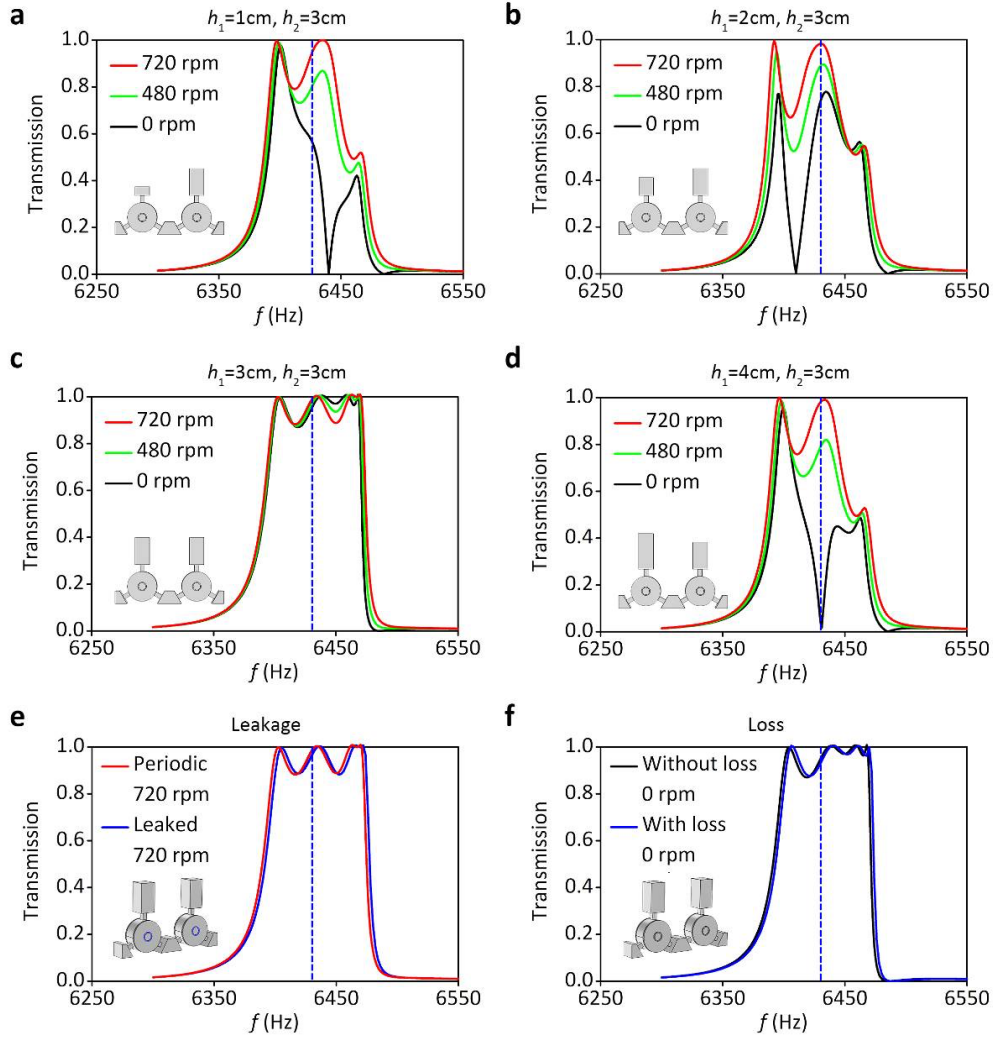 a
h₁=1cm, h₂=3cm
Transmission
1.0
0.8
0.6
0.4
0.2
0.0
720 rpm
480 rpm
0 rpm
6250
6350
6450
6550
f (Hz)
b
h₁=2cm, h₂=3cm
Transmission
1.0
0.8
0.6
0.4
0.2
0.0
720 rpm
480 rpm
0 rpm
6250
6350
6450
6550
f (Hz)
c
h₁=3cm, h₂=3cm
Transmission
1.0
0.8
0.6
0.4
0.2
0.0
720 rpm
480 rpm
0 rpm
6250
6350
6450
6550
f (Hz)
d
h₁=4cm, h₂=3cm
Transmission
1.0
0.8
0.6
0.4
0.2
0.0
720 rpm
480 rpm
0 rpm
6250
6350
6450
6550
f (Hz)
e
Leakage
Transmission
1.0
0.8
0.6
0.4
0.2
0.0
Periodic
720 rpm
Leaked
720 rpm
6250
6350
6450
6550
f (Hz)
f
Loss
Transmission
1.0
0.8
0.6
0.4
0.2
0.0
Without loss
0 rpm
With loss
0 rpm
6250
6350
6450
6550
f (Hz)